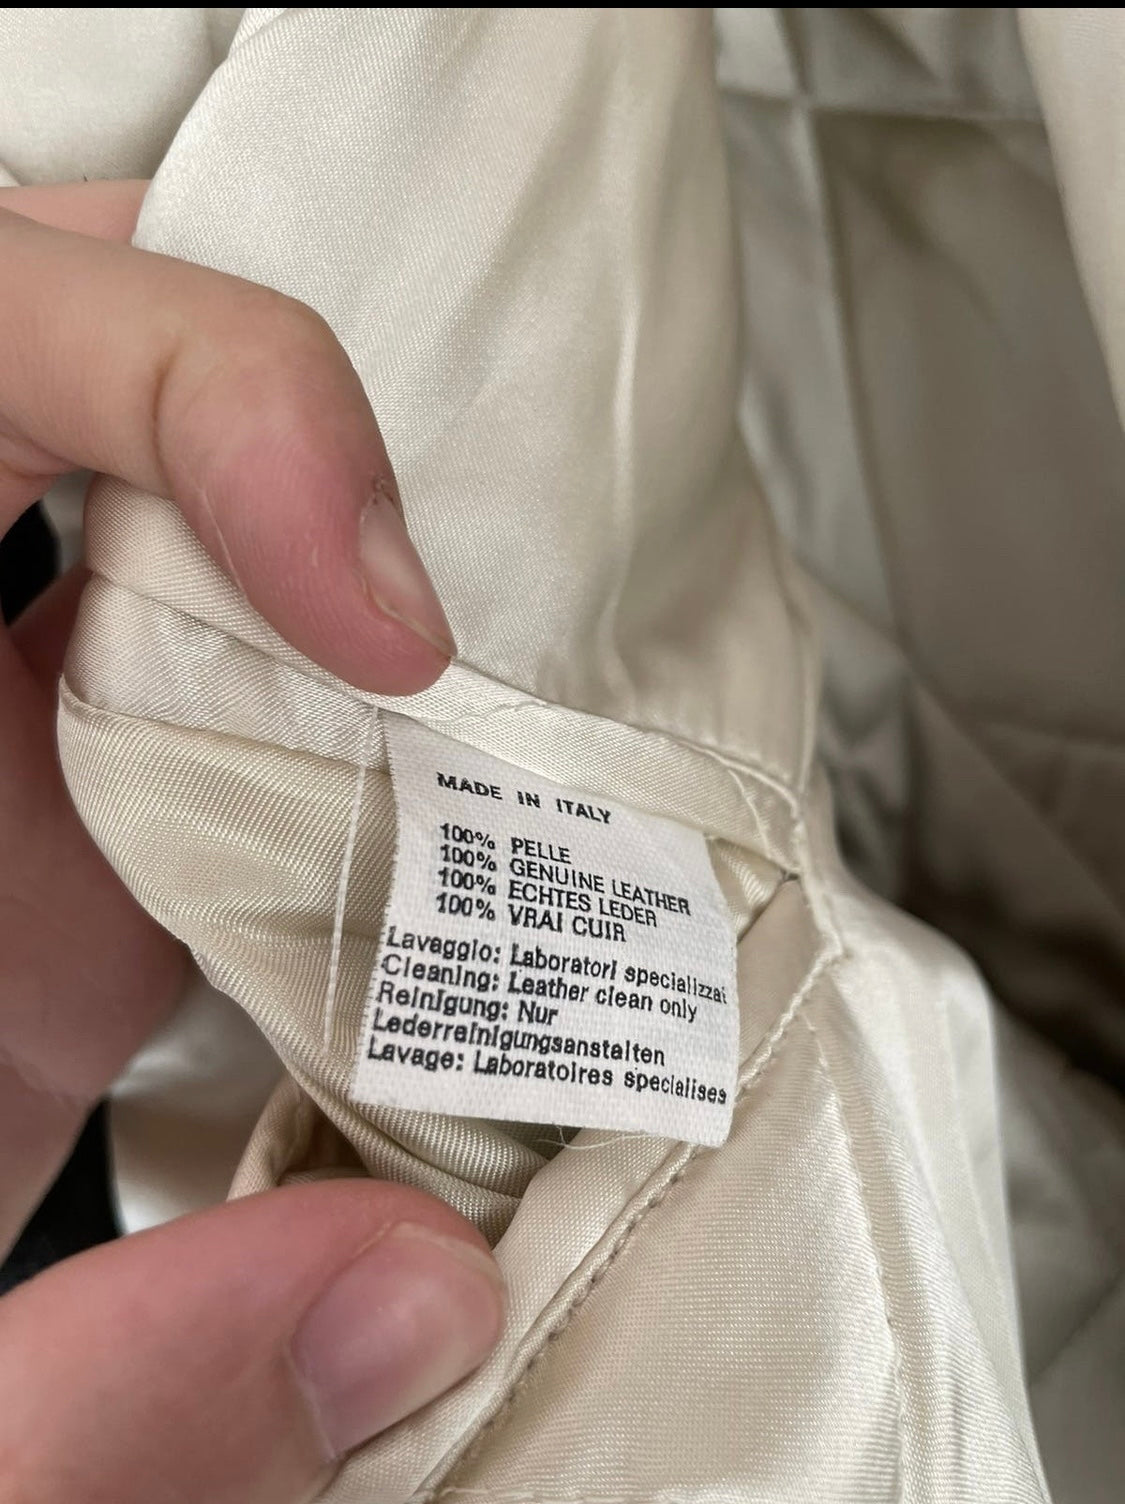 MADE IN ITALY
100% PELLE
100% GENUINE LEATHER
100% ECHTES LEDER
100% VRAI CUIR
Lavaggio: Laboratori specializzat
Cleaning: Leather clean only
Reinigung: Nur
Lederreinigungsanstalten
Lavage: Laboratoires specialises